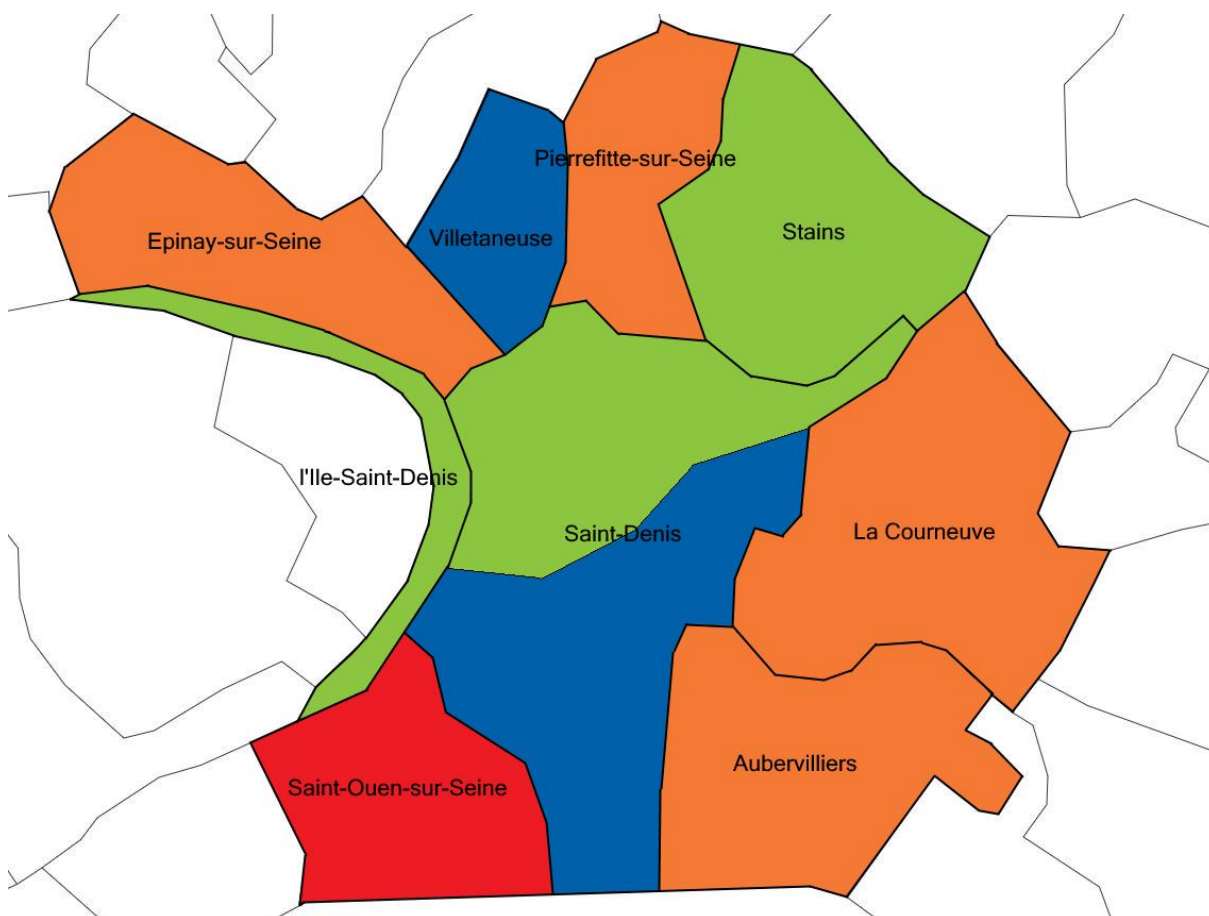 Pierrefitte-sur-Seine
Epinay-sur-Seine
Villetaneuse
Stains
l'Ile-Saint-Denis
Saint-Denis
La Courneuve
Aubervilliers
Saint-Ouen-sur-Seine